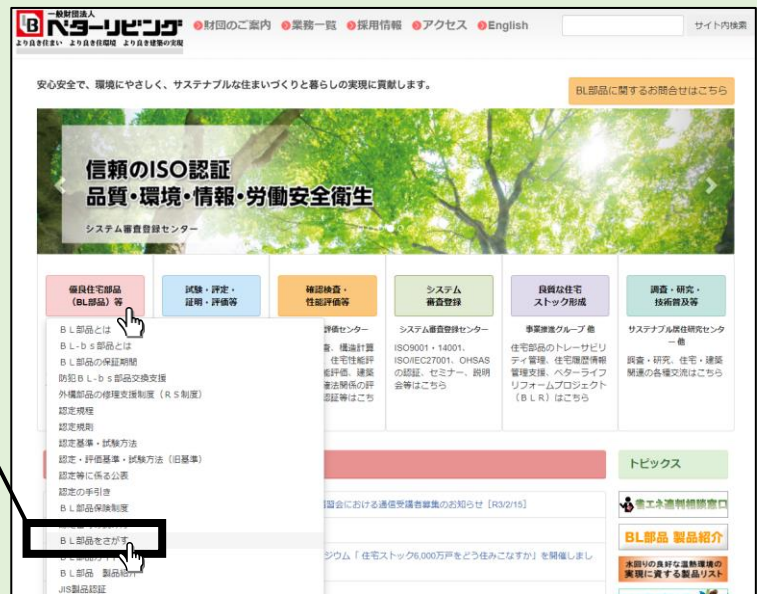 一般財団法人
ベターリビング
より良き住まい より良き住環境 より良き建築の実現
財団のご案内 業務一覧 採用情報 アクセス English
サイト内検索
安心安全で、環境にやさしく、サステナブルな住まいづくりと暮らしの実現に貢献します。
BL部品に関するお問合せはこちら
信頼のISO認証
品質・環境・情報・労働安全衛生
システム審査登録センター
優良住宅部品
(BL部品)等
試験・評定・
証明・評価等
確認検査・
性能評価等
システム
審査登録
良質な住宅
ストック形成
調査・研究・
・技術普及等
BL部品とは
BL-bs部品とは
BL部品の保証期間
防犯BL-bs部品交換支援
外構部品の修理支援制度(RS制度)
認定規程
認定規則
認定基準・試験方法
認定・評価基準・試験方法(旧基準)
認定等に係る公表
認定の手引き
BL部品保険制度
BL部品をさがす
BL部品 製品紹介
JIS製品認証
評価センター
査、構造計算
、住宅性能評
能評価、建築
法関係の評
認証等はこち
システム審査登録センター
ISO9001・14001、
ISO/IEC27001、OHSAS
の認証、セミナー、説明
会等はこちら
事業推進グループ 他
住宅部品のトレーサビリ
ティ管理、住宅履歴情報
管理支援、ベターライフ
リフォームプロジェクト
(BLR)はこちら
サステナブル居住研究センタ
ー 他
調査・研究、住宅・建築
関連の各種交流はこちら
習会における通信受講者募集のお知らせ [R3/2/15]
ジウム「住宅ストック6,000万戸をどう住みこなすか」を開催しまし
トピックス
省エネ適判相談窓口
BL部品 製品紹介
水回りの良好な温熱環境の
実現に資する製品リスト